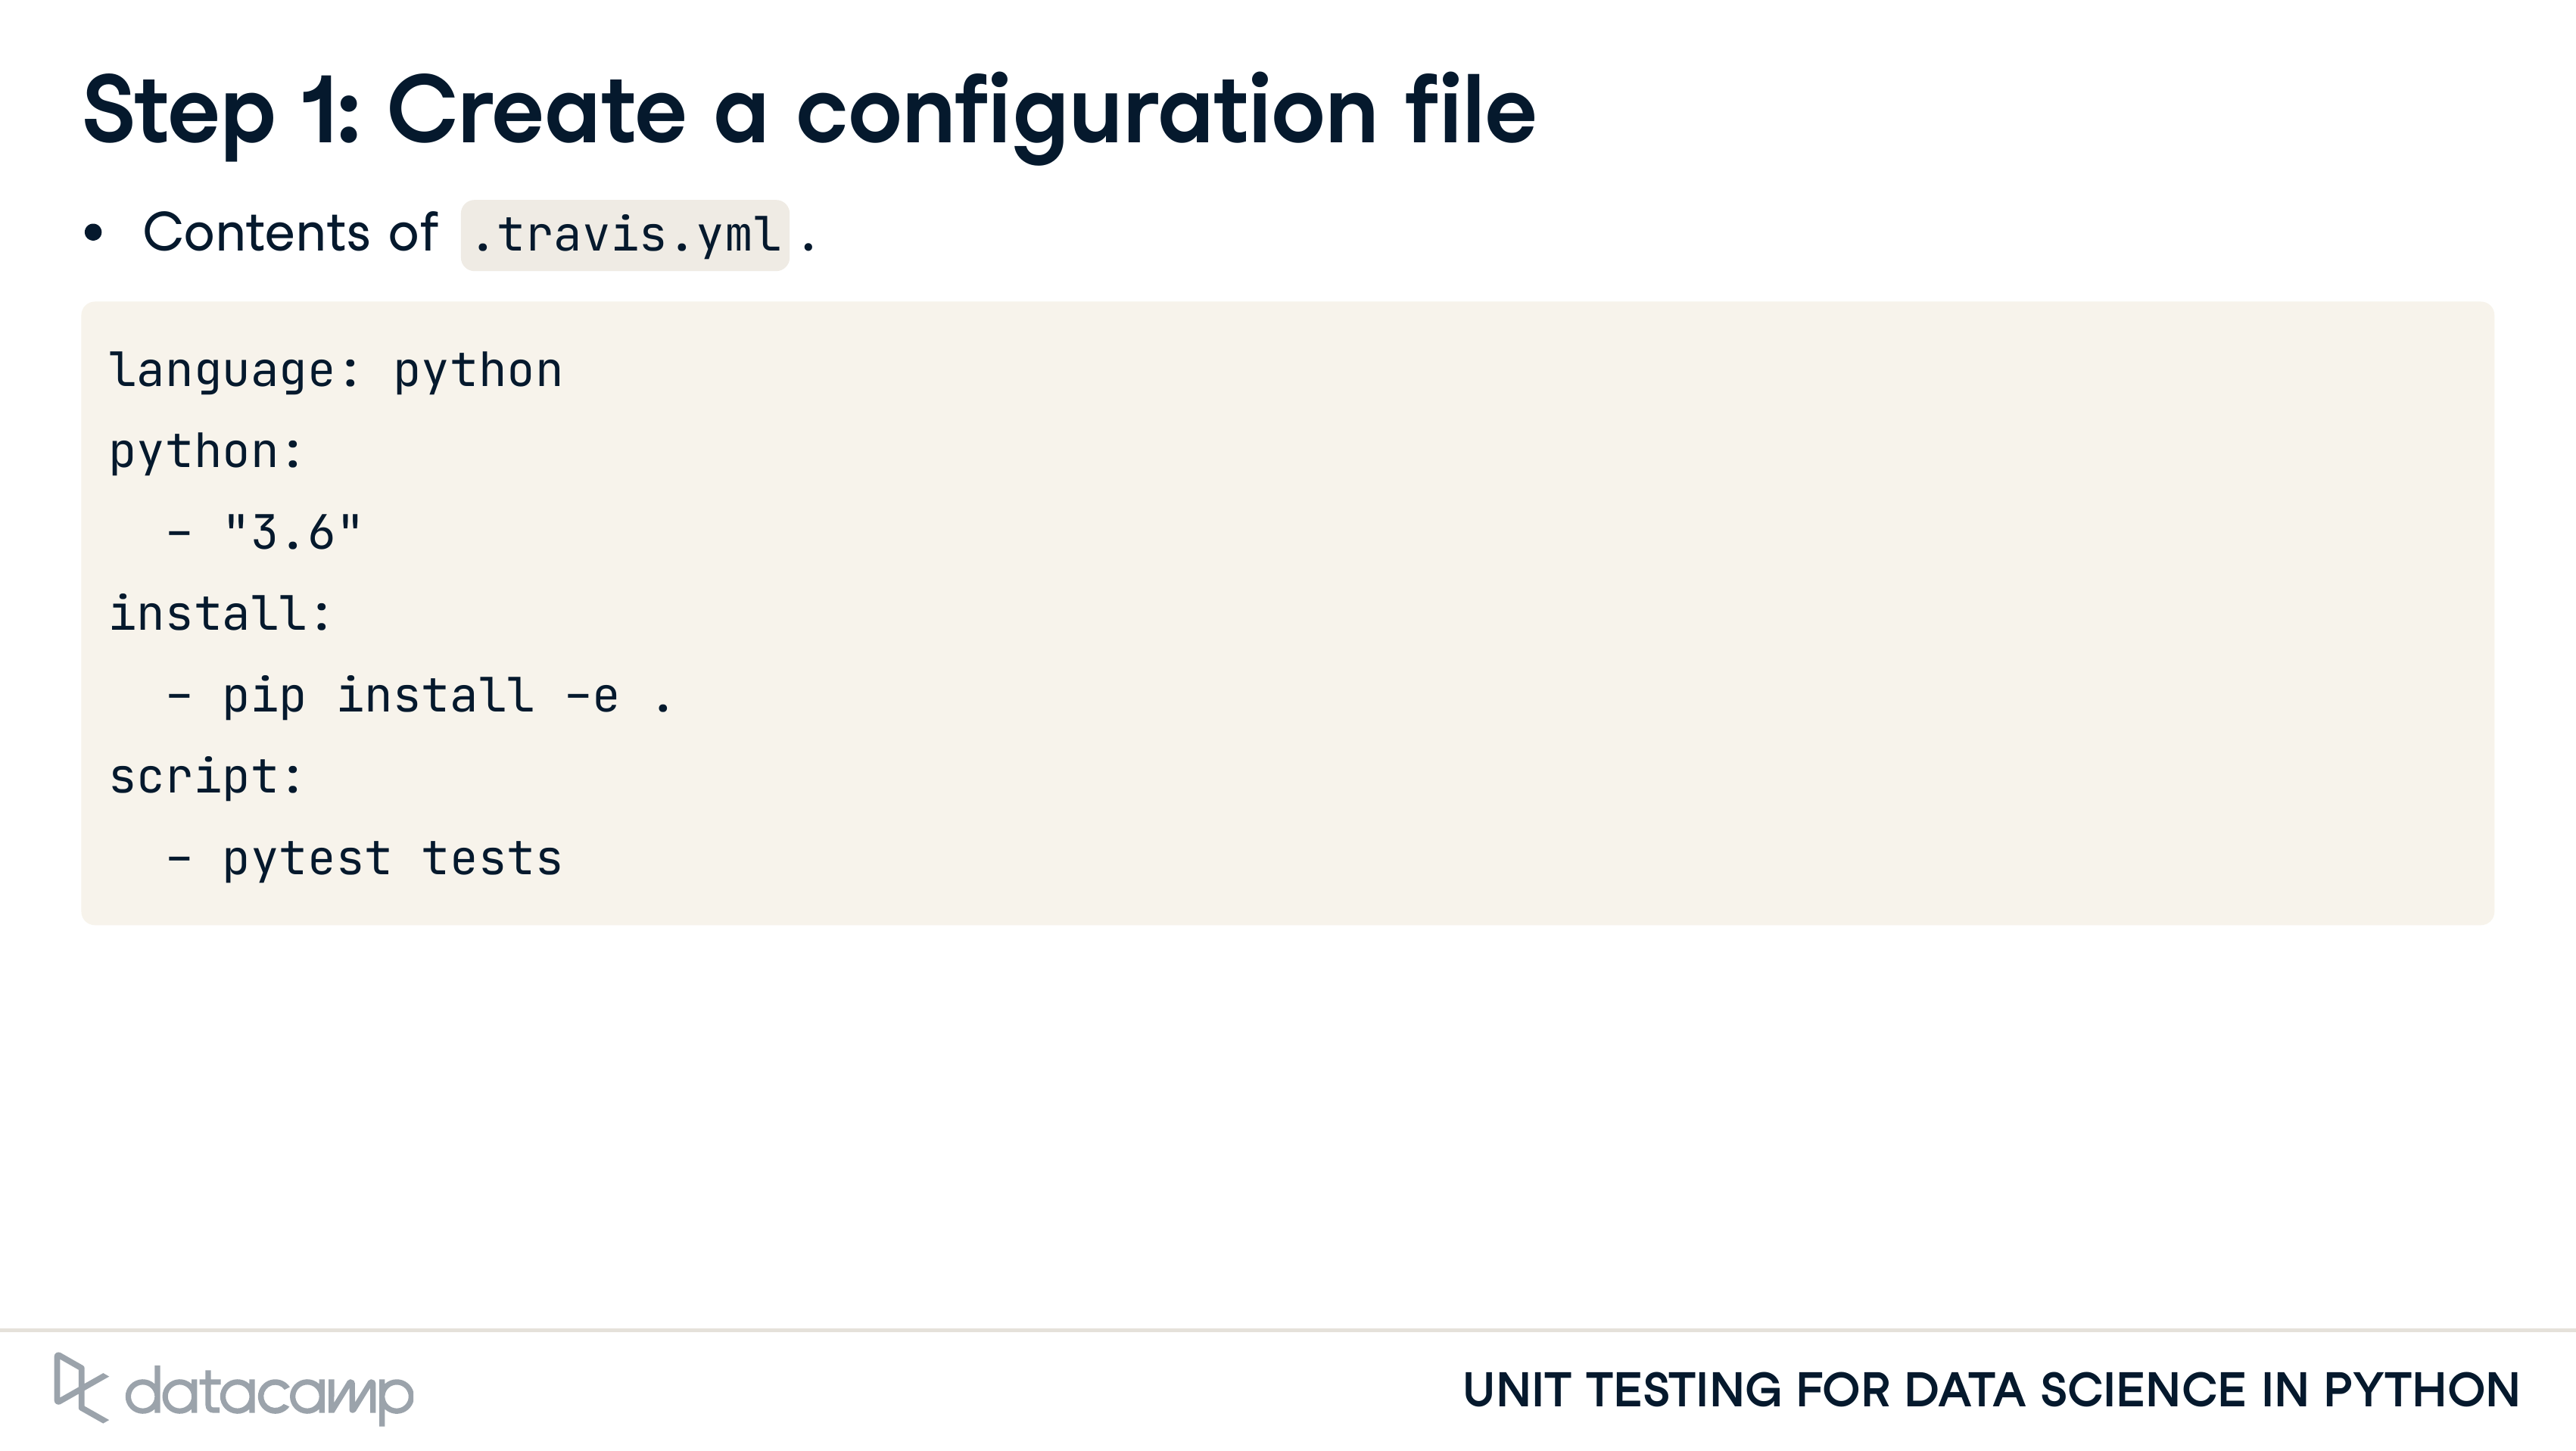 Step 1: Create a configuration file
• Contents of .travis.yml .
language: python
python:
  - "3.6"
install:
  - pip install -e .
script:
  - pytest tests
datacamp
UNIT TESTING FOR DATA SCIENCE IN PYTHON